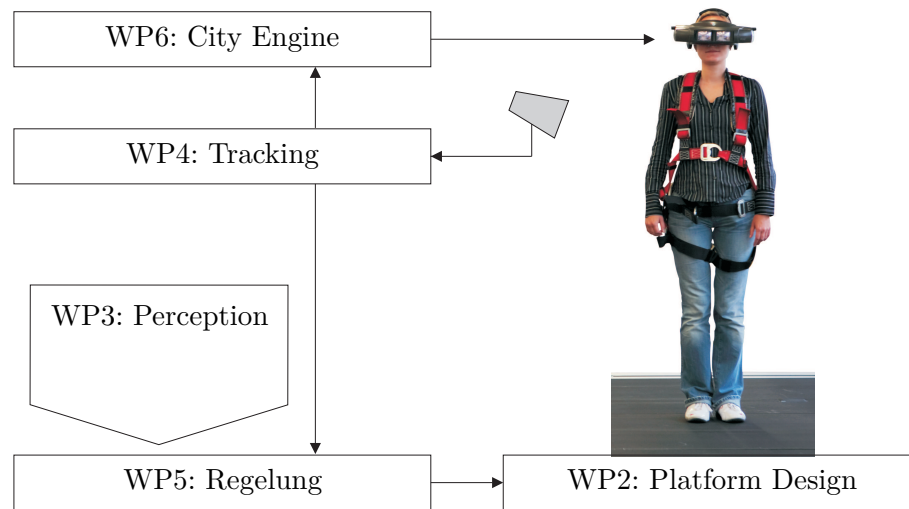 WP6: City Engine
WP4: Tracking
WP3: Perception
WP5: Regelung
WP2: Platform Design